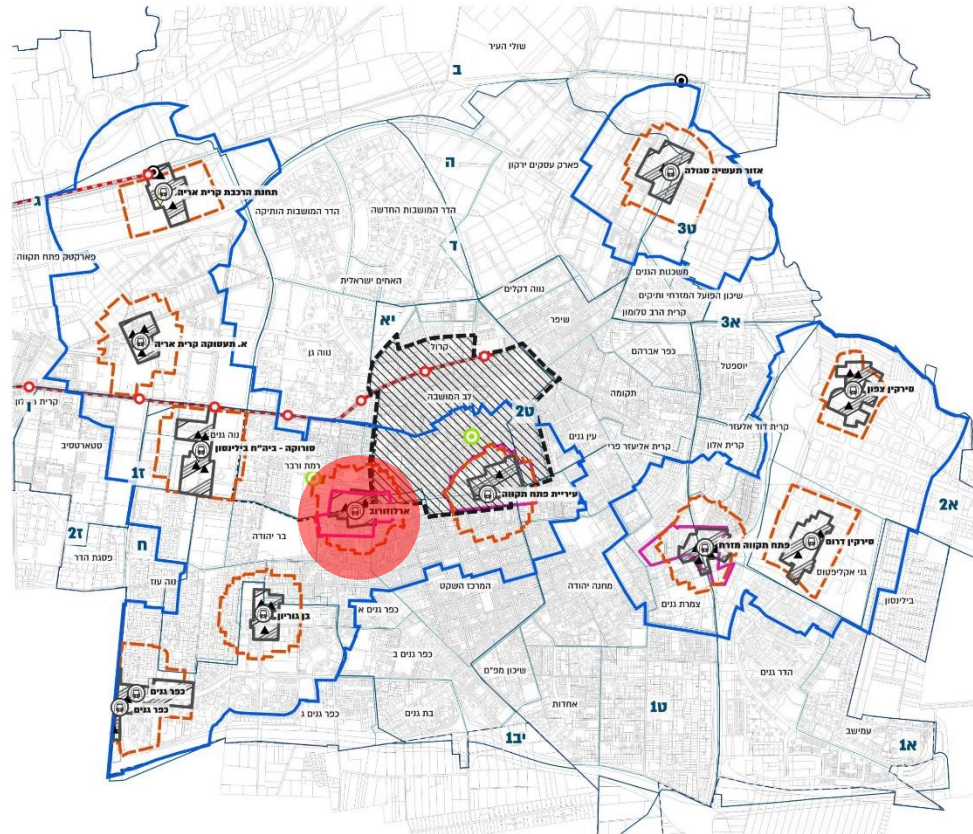 שולי העיר
ב
פארק עסקים ירקון
ה
אזור תעשיה סגולה
תחנת הרכבת קרית אריה
ג
הדר המושבות הותיקה
הדר המושבות החדשה
ט3
ד
פארקטק פתח תקווה
האחים ישראלית
משכנות הגנים
נווה דקלים
שיכון הפועל המזרחי ותיקים
קרית הרב סלומון
יא
שיפר
א3
א. תעסוקה קרית אריה
קרול
נווה גן
כפר אברהם
יוספטל
סירקין צפון
תקומה
ו
לב המושבה
ט2
קרית דוד אלעזר
סטארטסיב
נוה גנים
עין גנים
קרית אליעזר פרי
קרית אלון
סורוקה - ביה"ח בילינסון
ז1
רמת ורבר
עיריית פתח תקווה
א2
ארלוזורוב
ז2
בר יהודה
ח
פתח תקווה מזרח
סירקין דרום
פסגת הדר
גני אקליפטוס
נוה עוז
המרכז השקט
מחנה יהודה
בילינסון
צמרת גנים
כפר גנים א
בן גוריון
כפר גנים ב
שיכון מפ"ם
הדר גנים
כפר גנים
כפר גנים
אחדות
ט1
כפר גנים ג
בת גנים
עמישב
יב1
א1